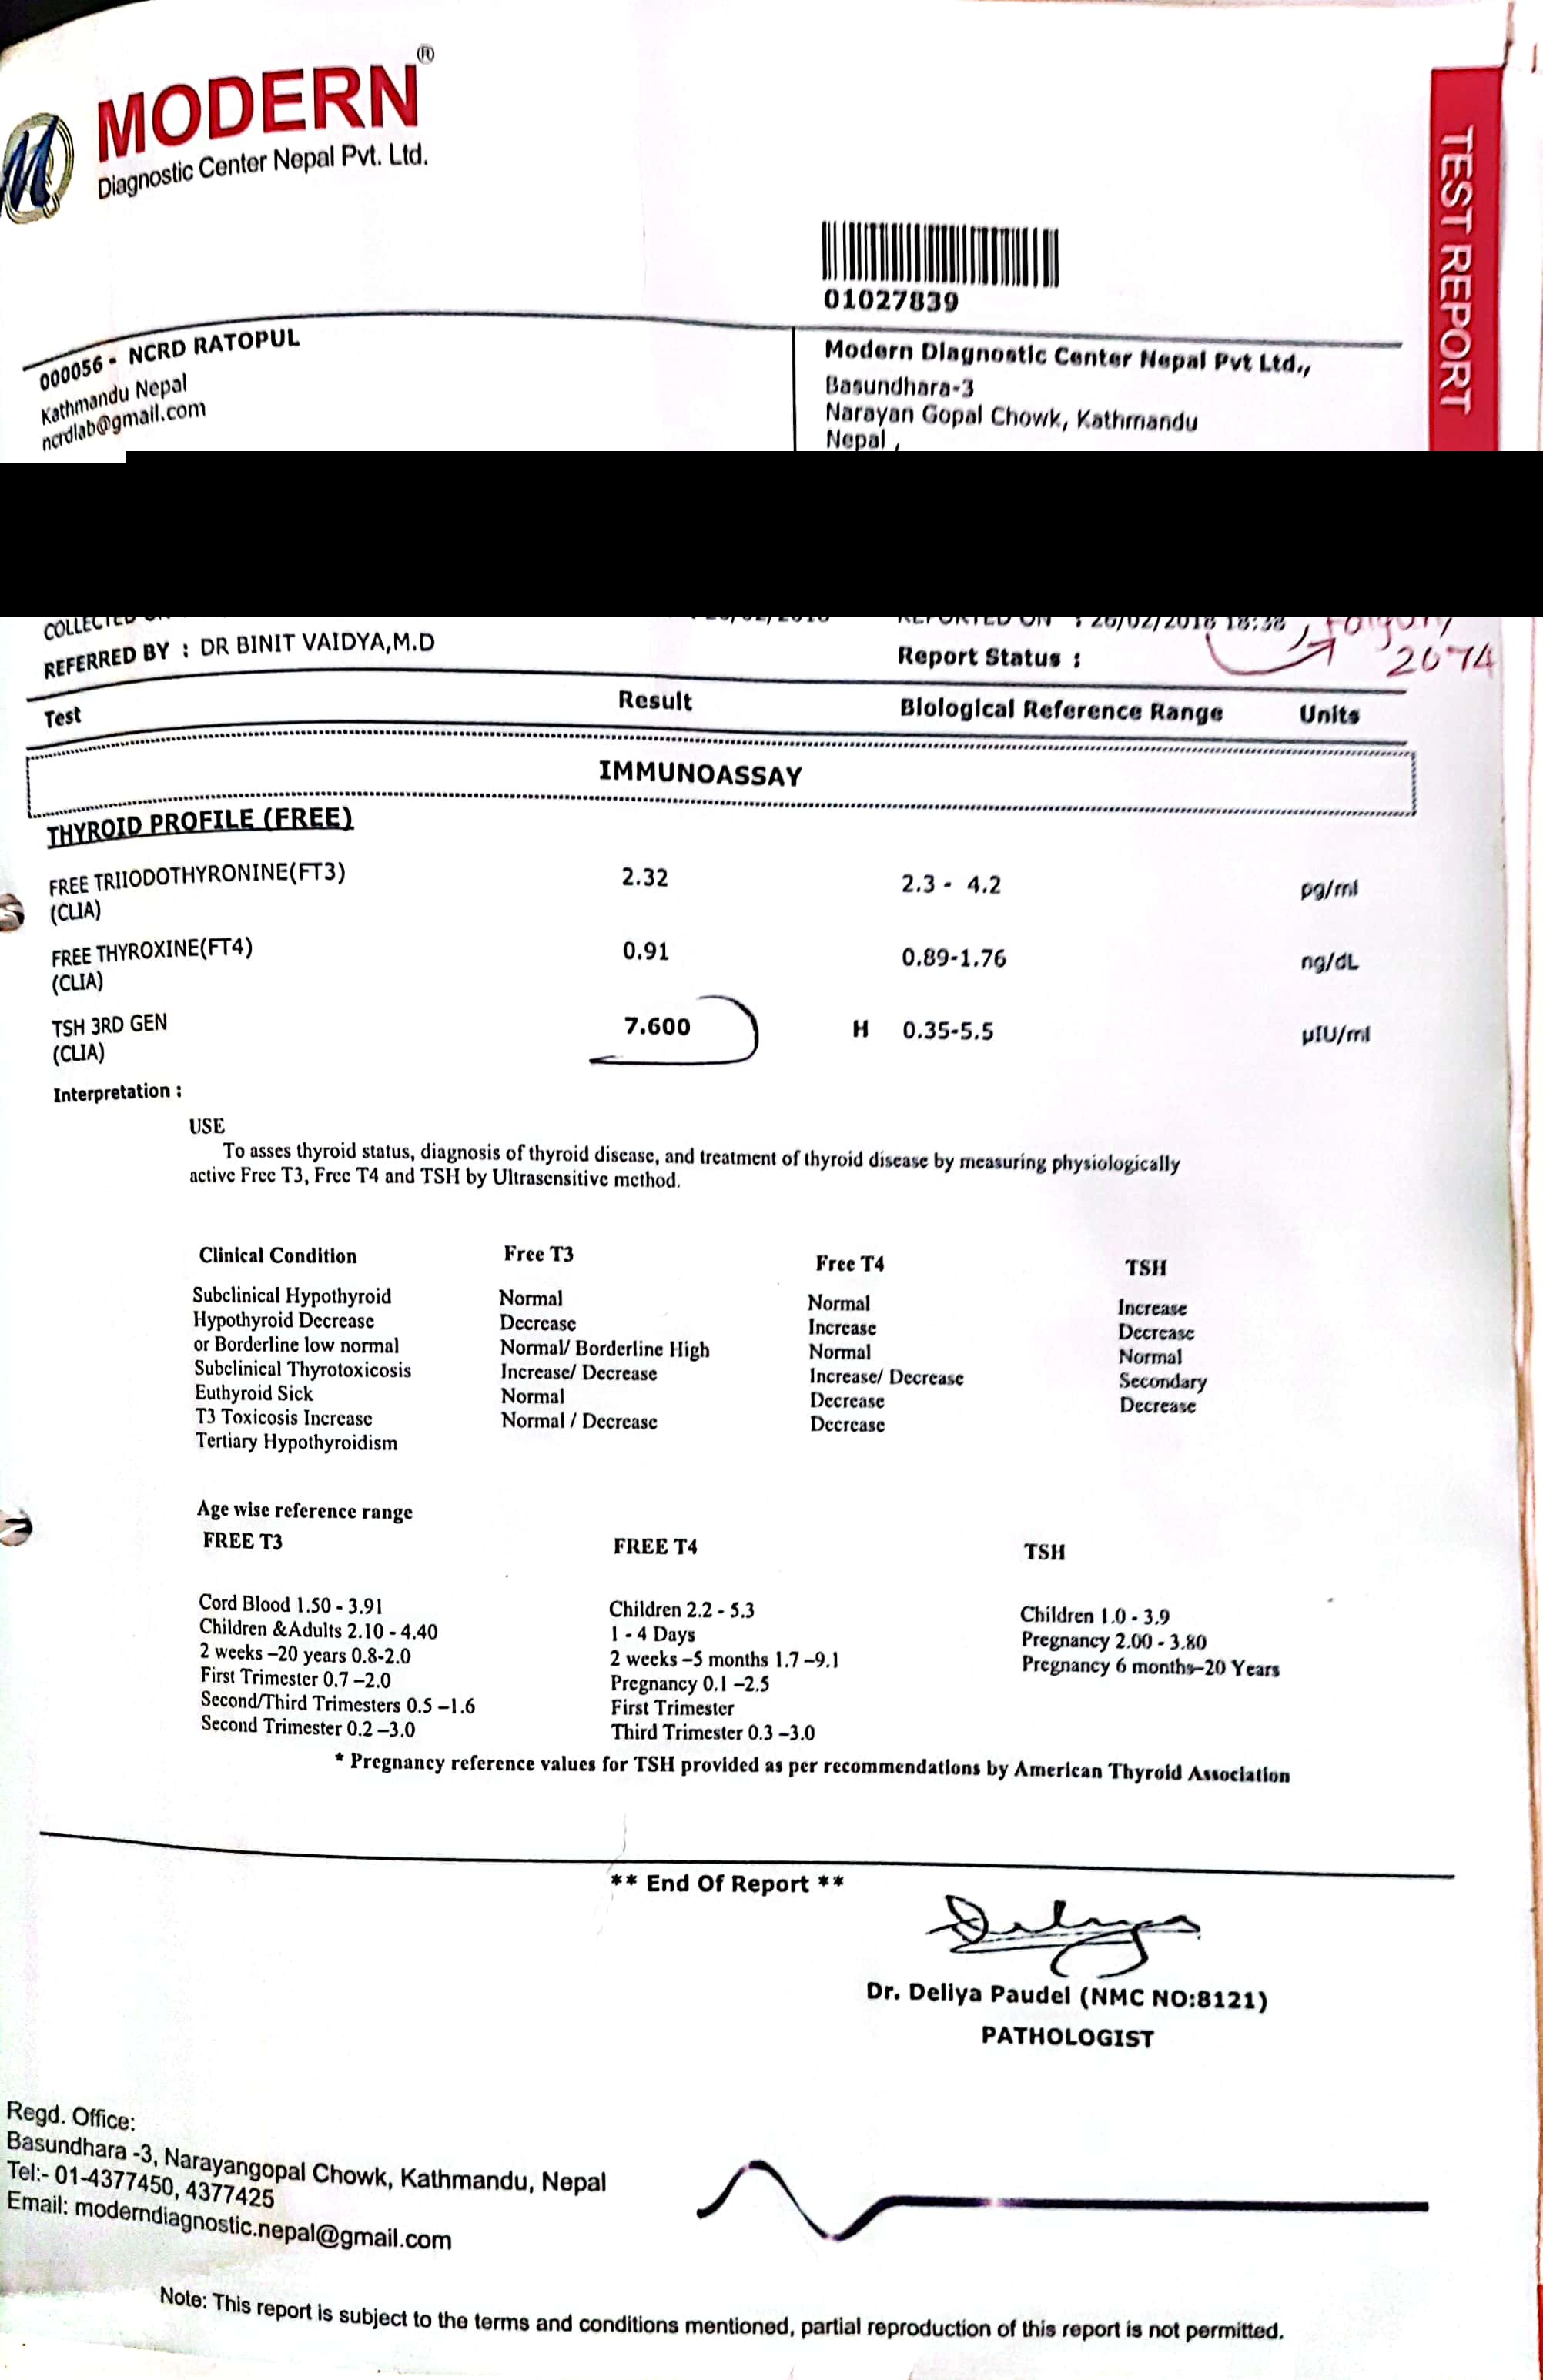 MODERN®
Diagnostic Center Nepal Pvt. Ltd.
TEST REPORT
01027839
000056 - NCRD RATOPUL
Kathmandu Nepal
ncrdlab@gmail.com
Modern Diagnostic Center Nepal Pvt Ltd.,
Basundhara-3
Narayan Gopal Chowk, Kathmandu
Nepal ,
COLLECTED
REPORTED ON : 26/02/2018 18:38
REFERRED BY : DR BINIT VAIDYA,M.D
Report Status :
2074
Test Result Biological Reference Range Units
IMMUNOASSAY
THYROID PROFILE (FREE)
FREE TRIIODOTHYRONINE(FT3) 2.32 2.3 - 4.2 pg/ml
(CLIA)
FREE THYROXINE(FT4) 0.91 0.89-1.76 ng/dL
(CLIA)
TSH 3RD GEN 7.600 H 0.35-5.5 µIU/ml
(CLIA)
Interpretation :
USE
To asses thyroid status, diagnosis of thyroid disease, and treatment of thyroid disease by measuring physiologically
active Free T3, Free T4 and TSH by Ultrasensitive method.
Clinical Condition Free T3 Free T4 TSH
Subclinical Hypothyroid Normal Normal Increase
Hypothyroid Decrease Decrease Increase Decrease
or Borderline low normal Normal/ Borderline High Normal Normal
Subclinical Thyrotoxicosis Increase/ Decrease Increase/ Decrease Secondary
Euthyroid Sick Normal Decrease Decrease
T3 Toxicosis Increase Normal / Decrease Decrease
Tertiary Hypothyroidism
Age wise reference range
FREE T3 FREE T4 TSH
Cord Blood 1.50 - 3.91 Children 2.2 - 5.3 Children 1.0 - 3.9
Children &Adults 2.10 - 4.40 1 - 4 Days Pregnancy 2.00 - 3.80
2 weeks –20 years 0.8-2.0 2 weeks –5 months 1.7 –9.1 Pregnancy 6 months–20 Years
First Trimester 0.7 –2.0 Pregnancy 0.1 –2.5
Second/Third Trimesters 0.5 –1.6 First Trimester
Second Trimester 0.2 –3.0 Third Trimester 0.3 –3.0
* Pregnancy reference values for TSH provided as per recommendations by American Thyroid Association
** End Of Report **
Dr. Deliya Paudel (NMC NO:8121)
PATHOLOGIST
Regd. Office:
Basundhara -3, Narayangopal Chowk, Kathmandu, Nepal
Tel:- 01-4377450, 4377425
Email: moderndiagnostic.nepal@gmail.com
Note: This report is subject to the terms and conditions mentioned, partial reproduction of this report is not permitted.